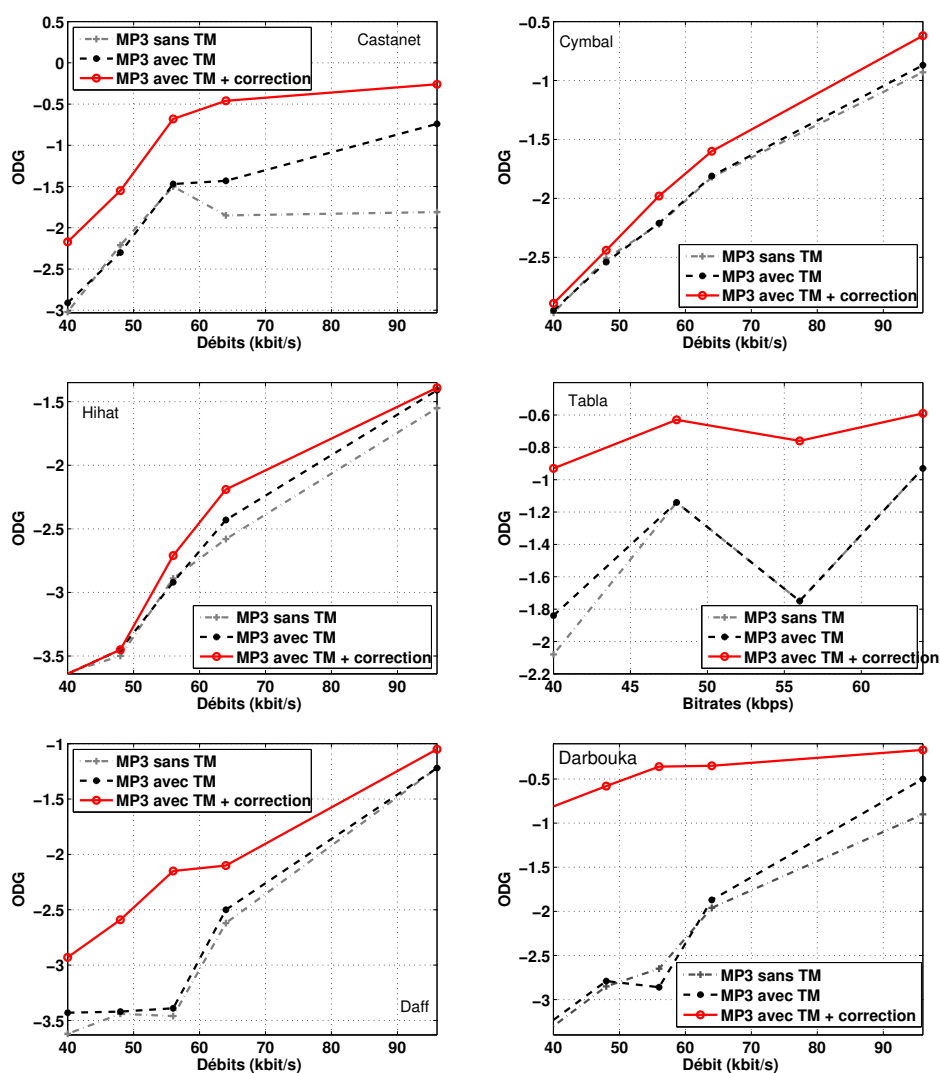 0.5
0
−0.5
−1
−1.5
−2
−2.5
−3
ODG
MP3 sans TM
MP3 avec TM
MP3 avec TM + correction
Castanet
40 50 60 70 80 90
Débits (kbit/s)
−0.5
−1
−1.5
−2
−2.5
ODG
Cymbal
MP3 sans TM
MP3 avec TM
MP3 avec TM + correction
40 50 60 70 80 90
Débits (kbit/s)
−1.5
−2
−2.5
−3
−3.5
ODG
Hihat
MP3 sans TM
MP3 avec TM
MP3 avec TM + correction
40 50 60 70 80 90
Débits (kbit/s)
−0.6
−0.8
−1
−1.2
−1.4
−1.6
−1.8
−2
−2.2
ODG
Tabla
MP3 sans TM
MP3 avec TM
MP3 avec TM + correction
40 45 50 55 60
Bitrates (kbps)
−1
−1.5
−2
−2.5
−3
−3.5
ODG
MP3 sans TM
MP3 avec TM
MP3 avec TM + correction
Daff
40 50 60 70 80 90
Débits (kbit/s)
−0.5
−1
−1.5
−2
−2.5
−3
ODG
Darbouka
MP3 sans TM
MP3 avec TM
MP3 avec TM + correction
40 50 60 70 80 90
Débit (kbit/s)